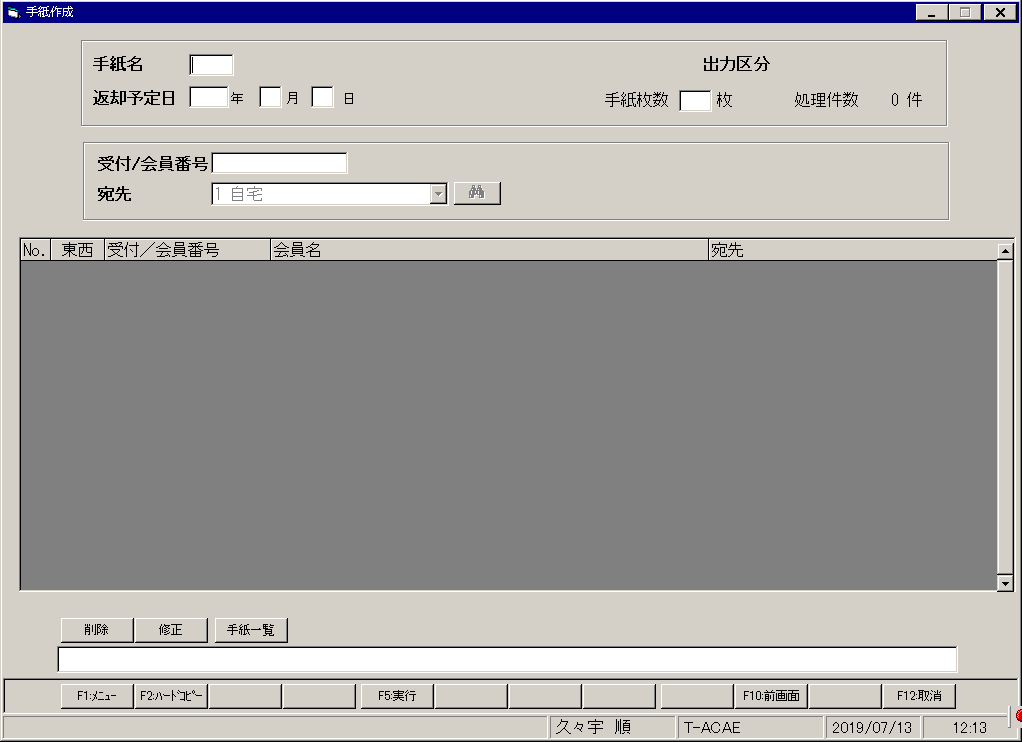 手紙作成
手紙名 出力区分
返却予定日 年 月 日 手紙枚数 枚 処理件数 0 件
受付/会員番号
宛先 1 自宅
No. 東西 受付／会員番号 会員名 宛先
削除 修正 手紙一覧
F1:ﾒﾆｭｰ F2:ﾊｰﾄﾞｺﾋﾟｰ F5:実行 F10:前画面 F12:取消
久々宇 順 T-ACAE 2019/07/13 12:13